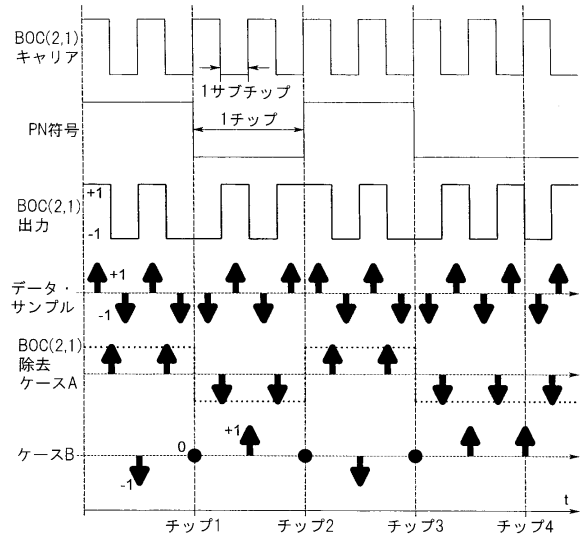 BOC(2,1)
キャリア
1サブチップ
PN符号
1チップ
BOC(2,1)
出力
+1
-1
データ・
サンプル
+1
-1
BOC(2,1)
除去
ケースA
ケースB
0
+1
-1
t
チップ1
チップ2
チップ3
チップ4